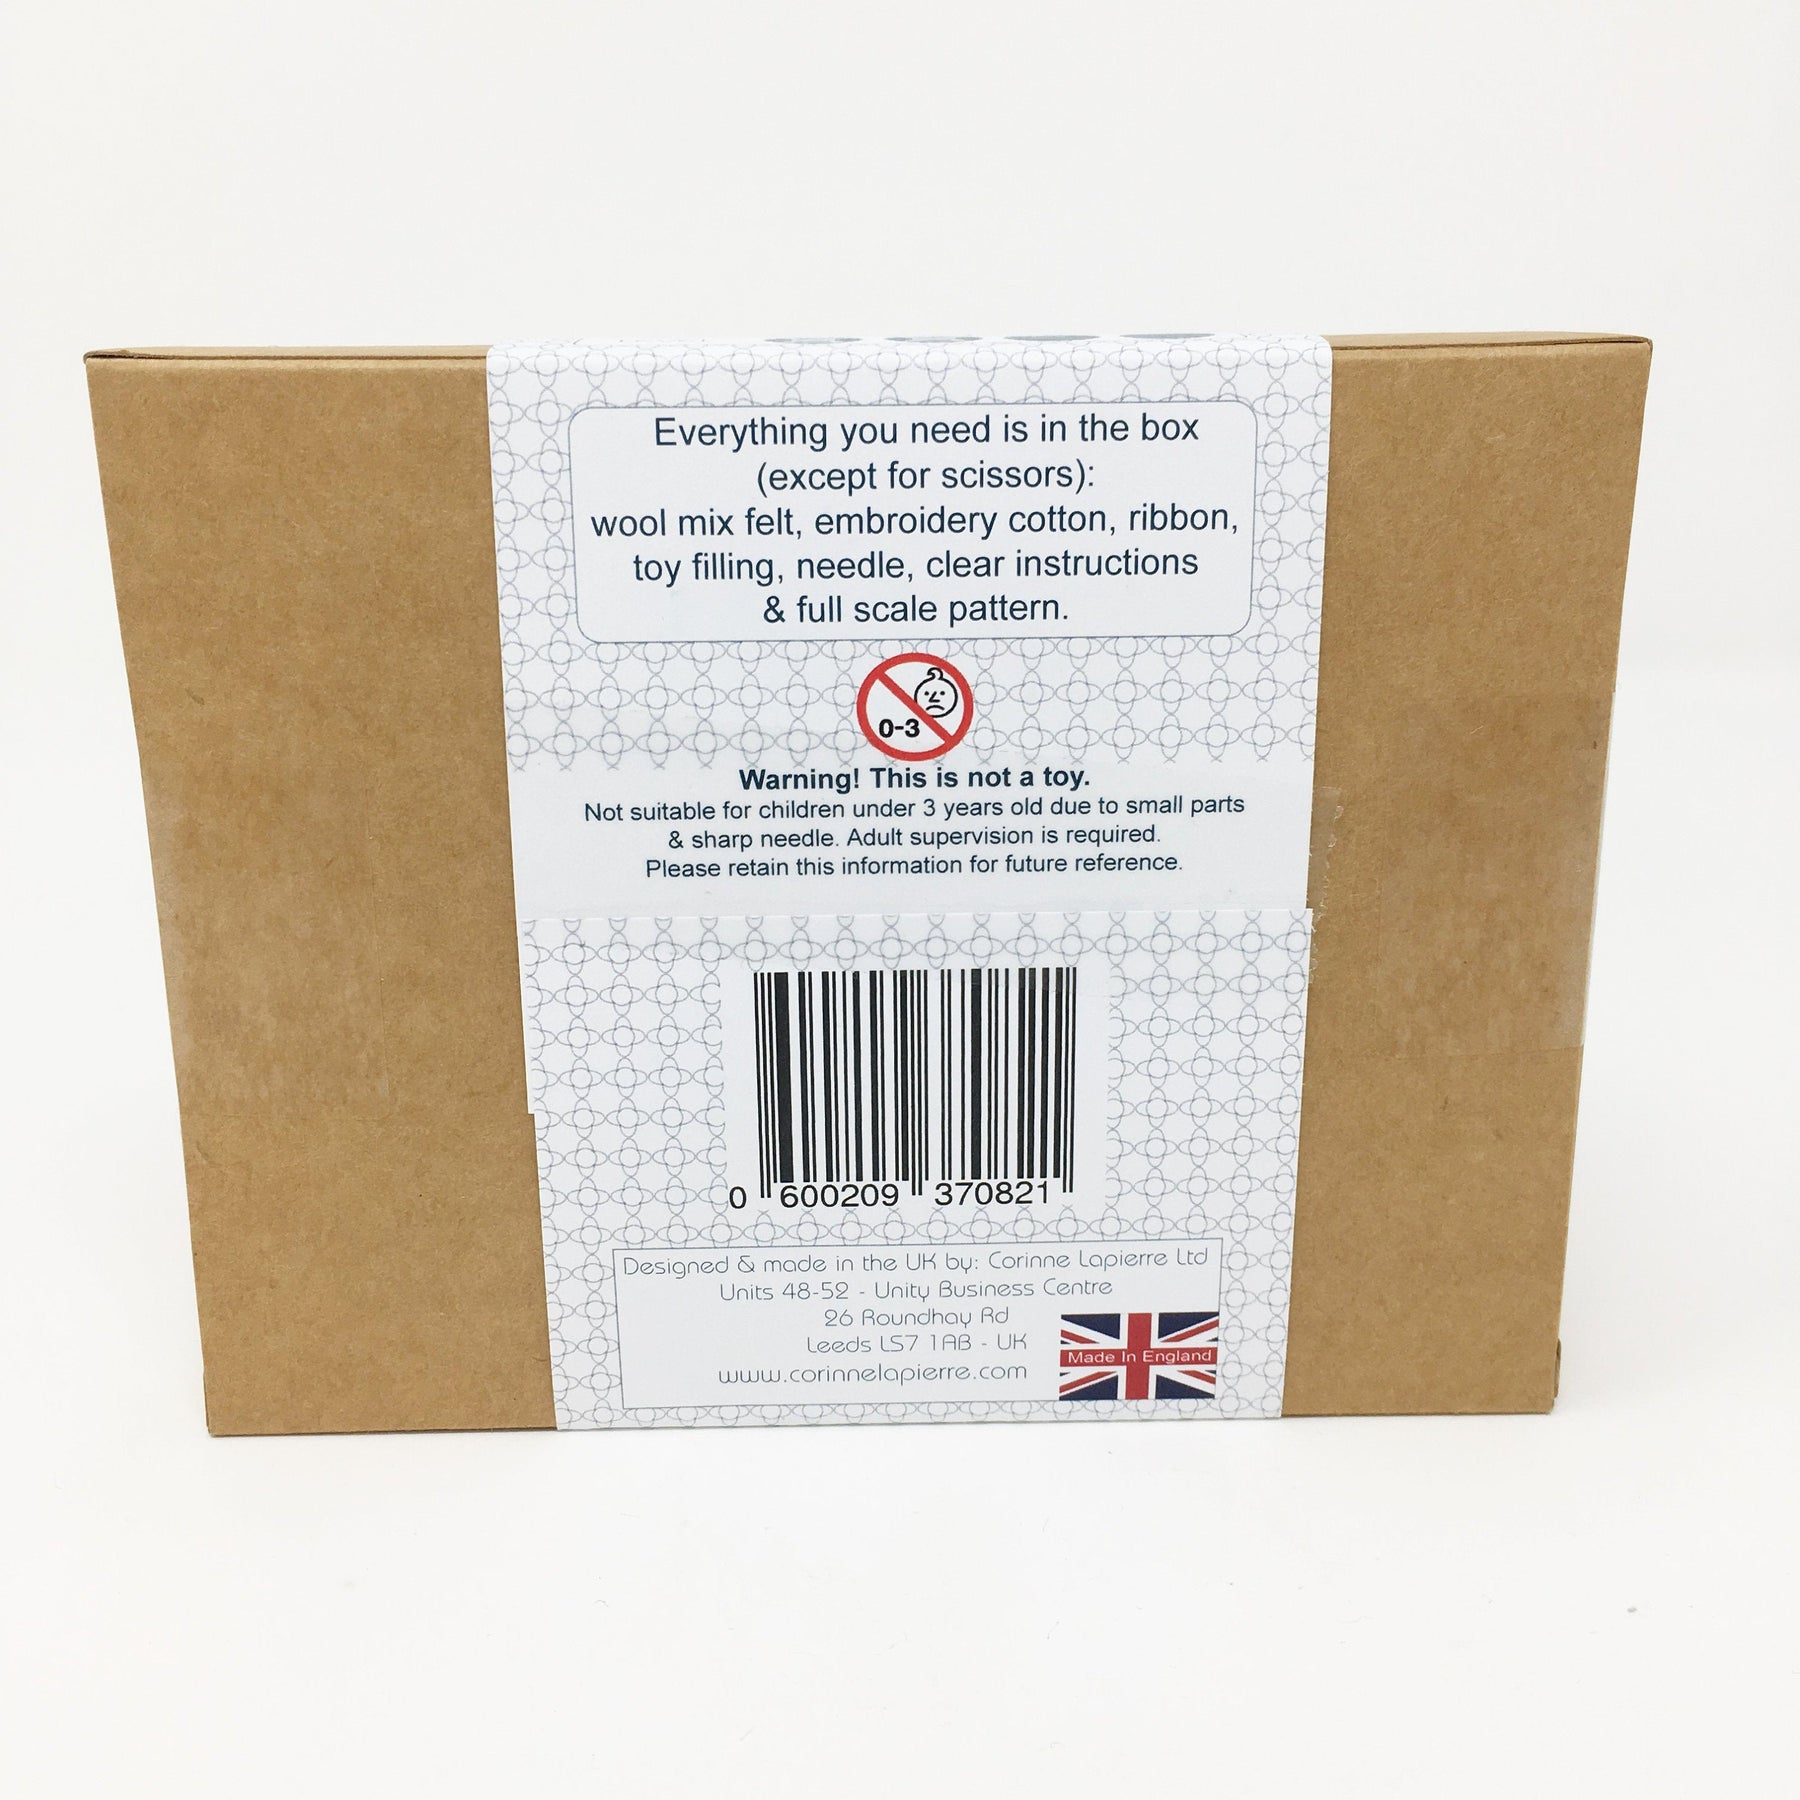 Everything you need is in the box
(except for scissors):
wool mix felt, embroidery cotton, ribbon,
toy filling, needle, clear instructions
& full scale pattern.
0-3
Warning! This is not a toy.
Not suitable for children under 3 years old due to small parts
& sharp needle. Adult supervision is required.
Please retain this information for future reference.
0 600209 370821
Designed & made in the UK by: Corinne Lapierre Ltd
Units 48-52 - Unity Business Centre
26 Roundhay Rd
Leeds LS7 1AB - UK
www.corinnelapierre.com
Made In England